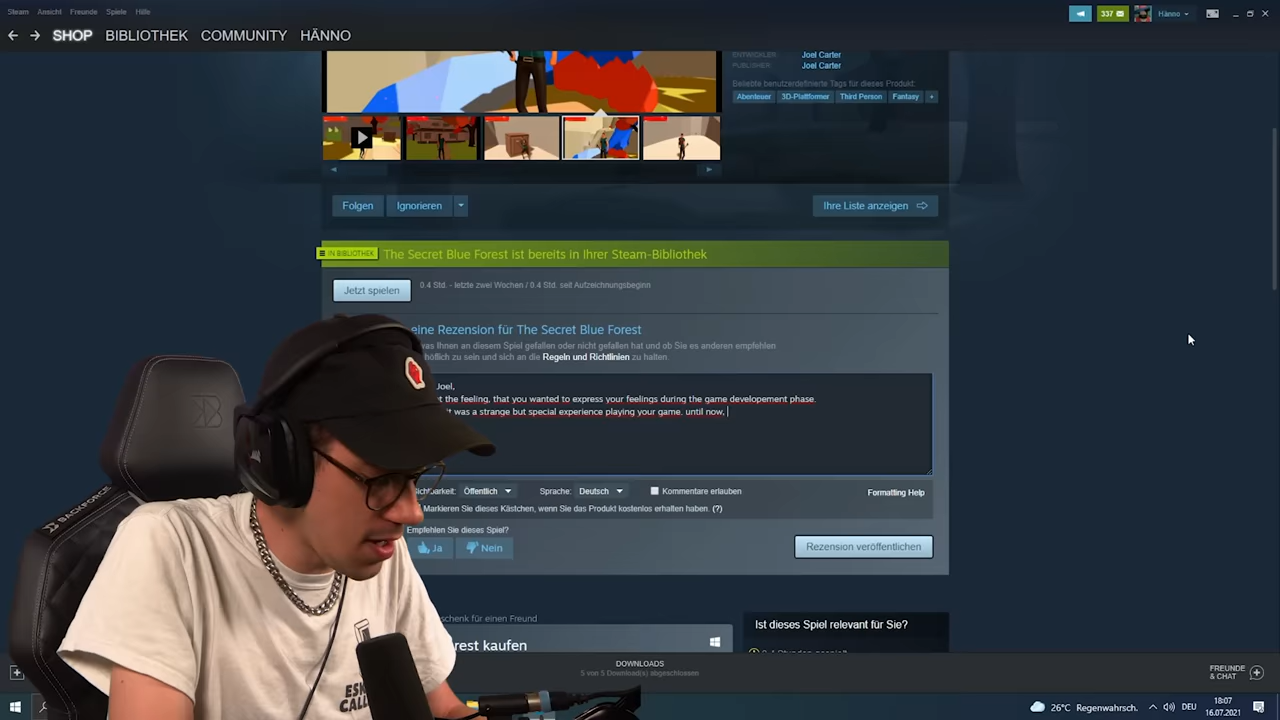 Steam Ansicht Freunde Spiele Hilfe
337
Hänno
SHOP BIBLIOTHEK COMMUNITY HÄNNO
ENTWICKLER: Joel Carter
PUBLISHER: Joel Carter
Beliebte benutzerdefinierte Tags für dieses Produkt:
Abenteuer 3D-Plattformer Third Person Fantasy +
Folgen Ignorieren Ihre Liste anzeigen
IN BIBLIOTHEK The Secret Blue Forest ist bereits in Ihrer Steam-Bibliothek
Jetzt spielen 0.4 Std. - letzte zwei Wochen / 0.4 Std. seit Aufzeichnungsbeginn
eine Rezension für The Secret Blue Forest
was Ihnen an diesem Spiel gefallen oder nicht gefallen hat und ob Sie es anderen empfehlen
höflich zu sein und sich an die Regeln und Richtlinien zu halten.
Joel,
the feeling, that you wanted to express your feelings during the game developement phase.
it was a strange but special experience playing your game. until now,
Öffentlich Sprache: Deutsch Kommentare erlauben Formatting Help
Markieren Sie dieses Kästchen, wenn Sie das Produkt kostenlos erhalten haben. (?)
Empfehlen Sie dieses Spiel?
Ja Nein
Rezension veröffentlichen
einen Freund
kaufen
Ist dieses Spiel relevant für Sie?
DOWNLOADS
5 von 5 Download(s) abgeschlossen
FREUNDE
& CHAT
26°C Regenwahrsch.
DEU
18:07
16.07.2021
BACKFORCE